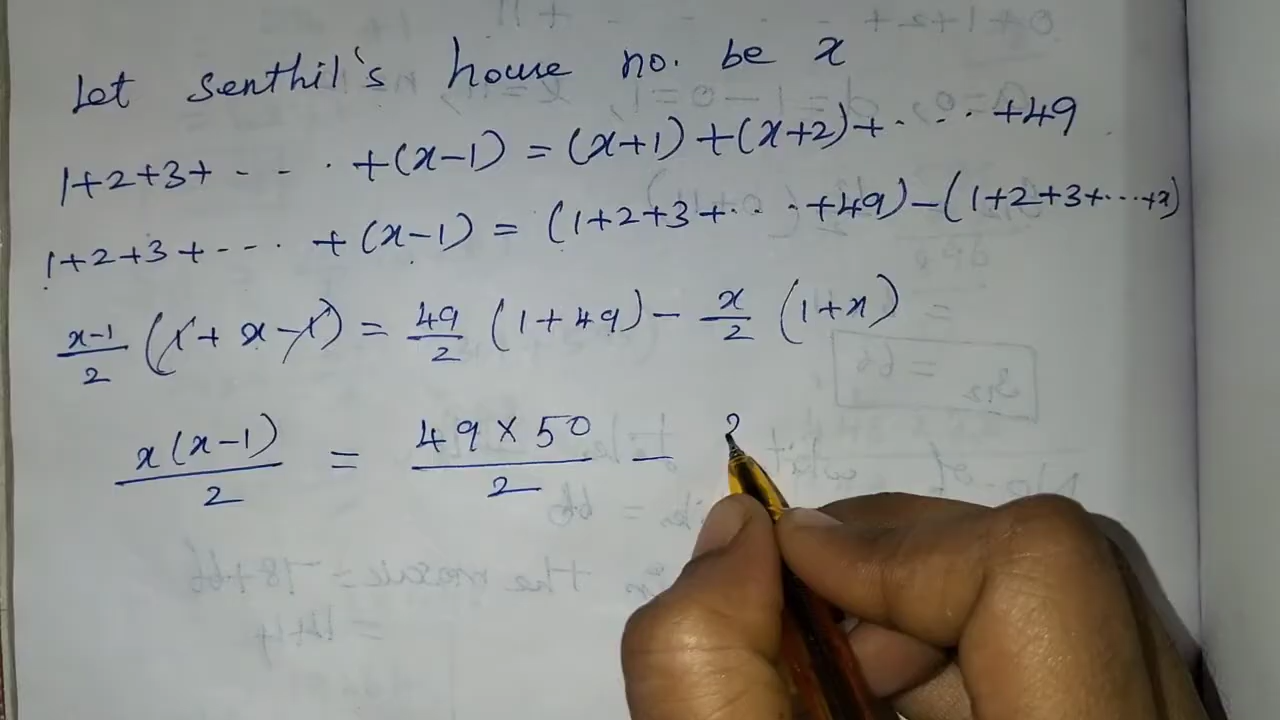 Let Senthil's house no. be x
1+2+3+ - - · +(x-1) = (x+1)+(x+2)+ · · · +49
1+2+3+ - - - · +(x-1) = (1+2+3+ · · · +49)-(1+2+3+···+x)
x-1/2 (1+x-1) = 49/2 (1+49) - x/2 (1+x)
x(x-1)/2 = 49×50/2 -